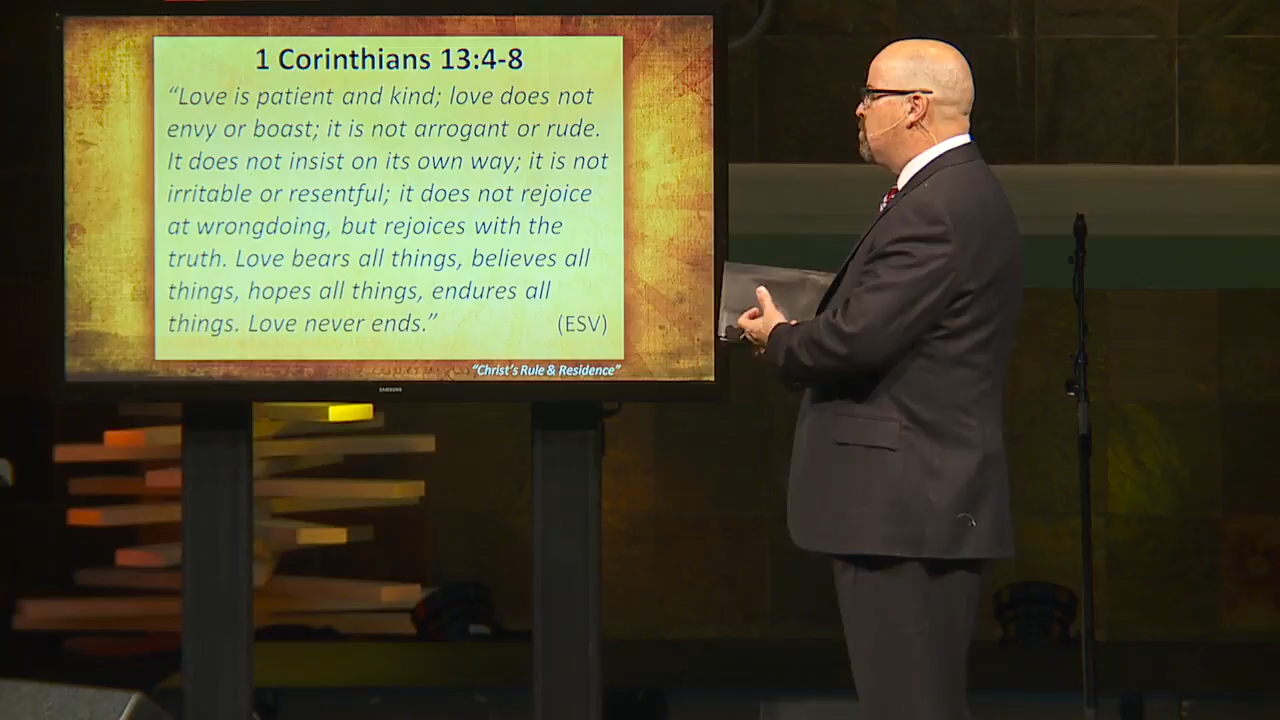 1 Corinthians 13:4-8
“Love is patient and kind; love does not
envy or boast; it is not arrogant or rude.
It does not insist on its own way; it is not
irritable or resentful; it does not rejoice
at wrongdoing, but rejoices with the
truth. Love bears all things, believes all
things, hopes all things, endures all
things. Love never ends.” (ESV)
“Christ’s Rule & Residence”
SAMSUNG